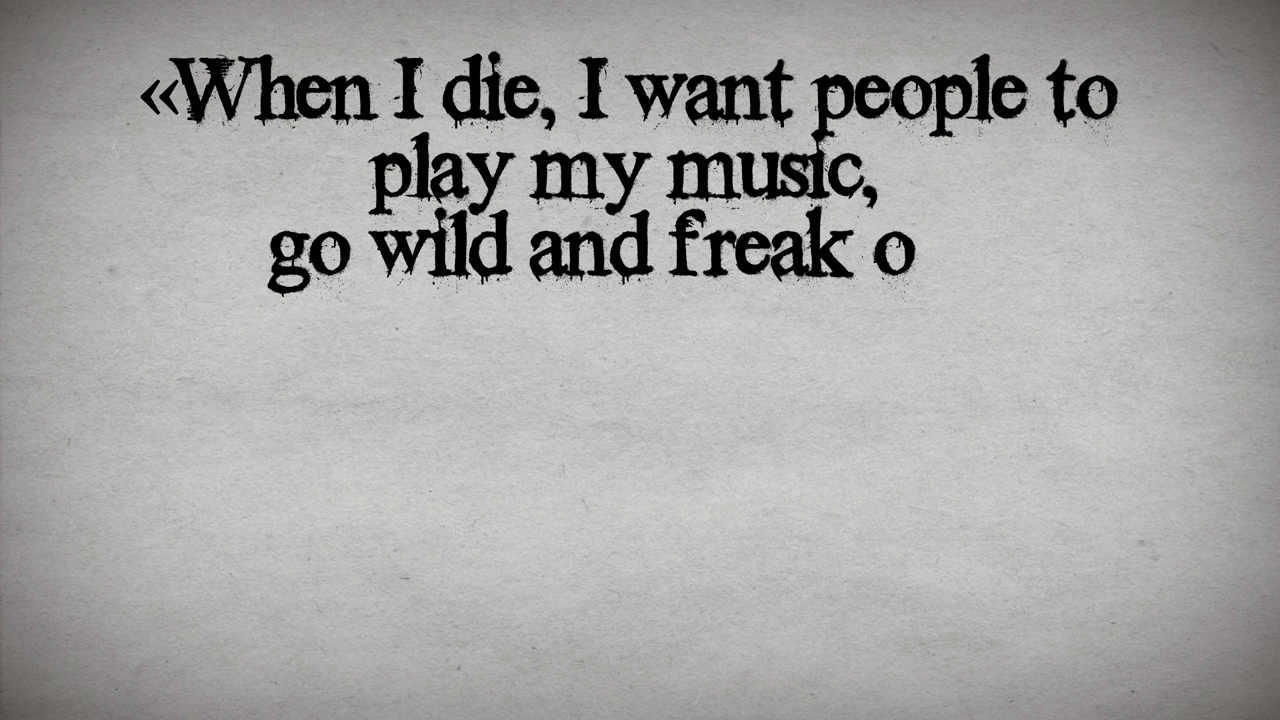 «When I die, I want people to
play my music,
go wild and freak o